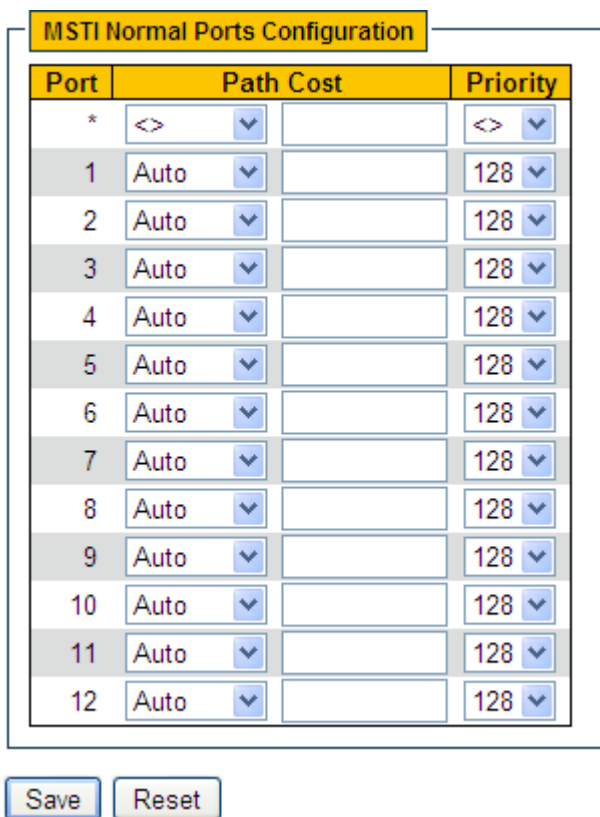 MSTI Normal Ports Configuration
Port Path Cost Priority
* <> <>
1 Auto 128
2 Auto 128
3 Auto 128
4 Auto 128
5 Auto 128
6 Auto 128
7 Auto 128
8 Auto 128
9 Auto 128
10 Auto 128
11 Auto 128
12 Auto 128
Save Reset